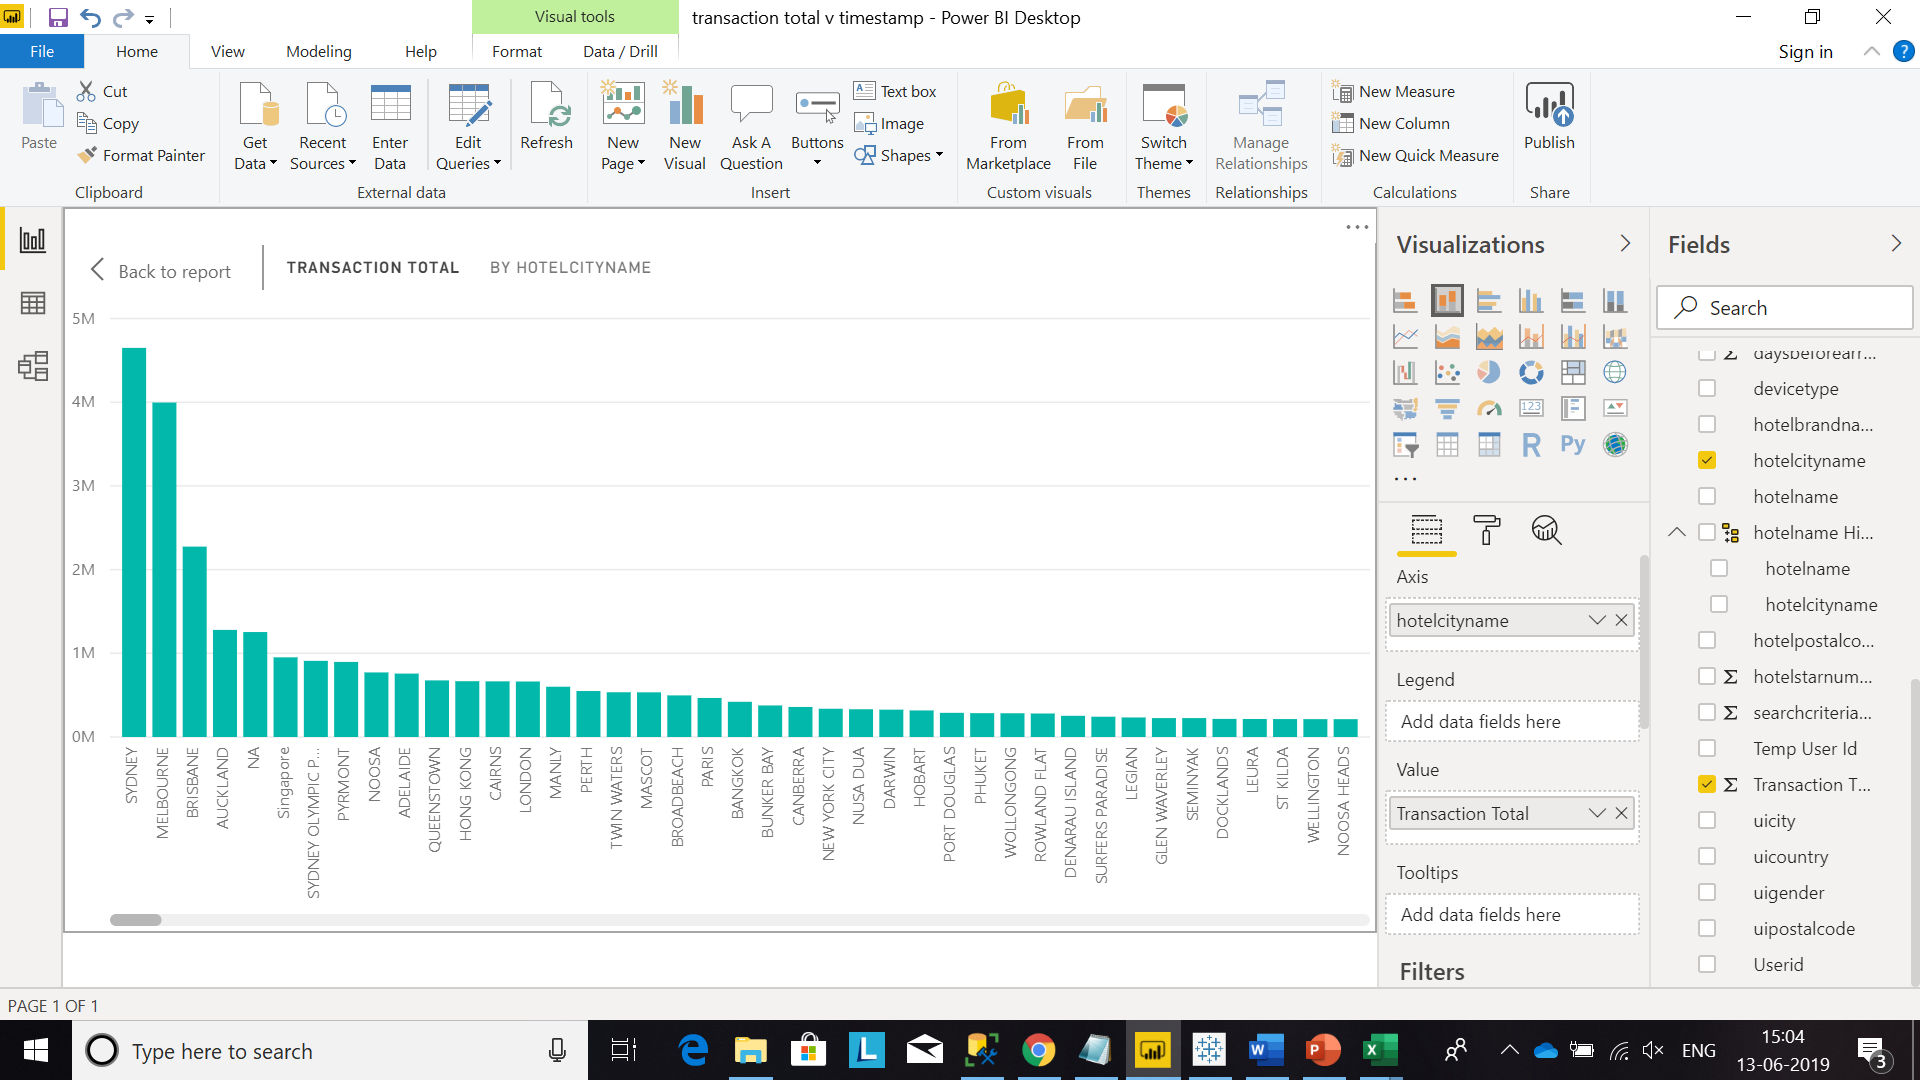 Visual tools
transaction total v timestamp - Power BI Desktop
File Home View Modeling Help Format Data / Drill Sign in
Paste
Cut
Copy
Format Painter
Clipboard
Get Data
Recent Sources
Enter Data
Edit Queries
Refresh
External data
New Page
New Visual
Ask A Question
Buttons
Text box
Image
Shapes
Insert
From Marketplace
From File
Custom visuals
Switch Theme
Themes
Manage Relationships
Relationships
New Measure
New Column
New Quick Measure
Calculations
Publish
Share
Back to report
TRANSACTION TOTAL BY HOTELCITYNAME
5M
4M
3M
2M
1M
0M
SYDNEY
MELBOURNE
BRISBANE
AUCKLAND
NA
Singapore
SYDNEY OLYMPIC P...
PYRMONT
NOOSA
ADELAIDE
QUEENSTOWN
HONG KONG
CAIRNS
LONDON
MANLY
PERTH
TWIN WATERS
MASCOT
BROADBEACH
PARIS
BANGKOK
BUNKER BAY
CANBERRA
NEW YORK CITY
NUSA DUA
DARWIN
HOBART
PORT DOUGLAS
PHUKET
WOLLONGONG
ROWLAND FLAT
DENARAU ISLAND
SURFERS PARADISE
LEGIAN
GLEN WAVERLEY
SEMINYAK
DOCKLANDS
LEURA
ST KILDA
WELLINGTON
NOOSA HEADS
Visualizations
123
R
Py
Axis
hotelcityname
Legend
Add data fields here
Value
Transaction Total
Tooltips
Add data fields here
Filters
Fields
Search
daysbeforearr...
devicetype
hotelbrandna...
hotelcityname
hotelname
hotelname Hi...
hotelname
hotelcityname
hotelpostalco...
Σ hotelstarnum...
Σ searchcriteria...
Temp User Id
Σ Transaction T...
uicity
uicountry
uigender
uipostalcode
Userid
PAGE 1 OF 1
Type here to search
ENG
15:04
13-06-2019
3